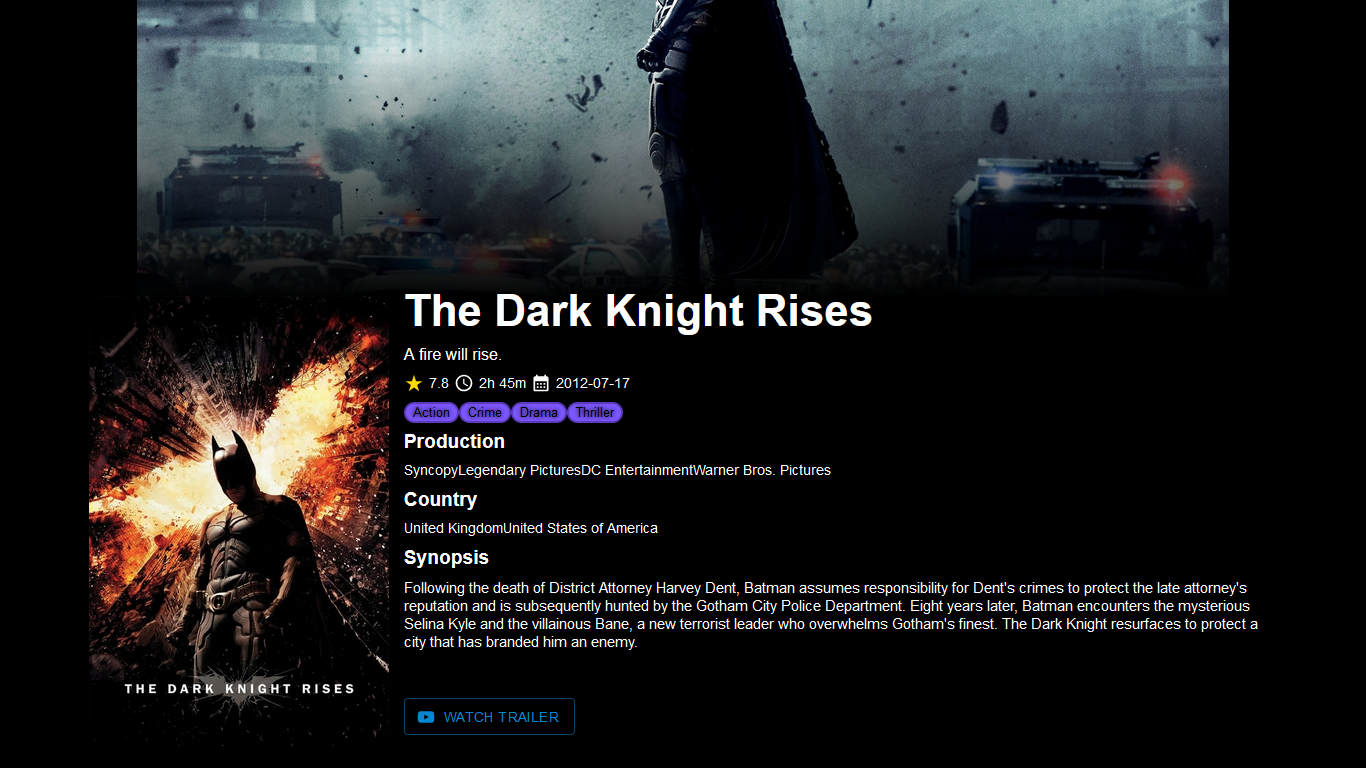 The Dark Knight Rises
A fire will rise.
7.8 2h 45m 2012-07-17
Action Crime Drama Thriller
Production
SyncopyLegendary PicturesDC EntertainmentWarner Bros. Pictures
Country
United KingdomUnited States of America
Synopsis
Following the death of District Attorney Harvey Dent, Batman assumes responsibility for Dent's crimes to protect the late attorney's
reputation and is subsequently hunted by the Gotham City Police Department. Eight years later, Batman encounters the mysterious
Selina Kyle and the villainous Bane, a new terrorist leader who overwhelms Gotham's finest. The Dark Knight resurfaces to protect a
city that has branded him an enemy.
THE DARK KNIGHT RISES
WATCH TRAILER